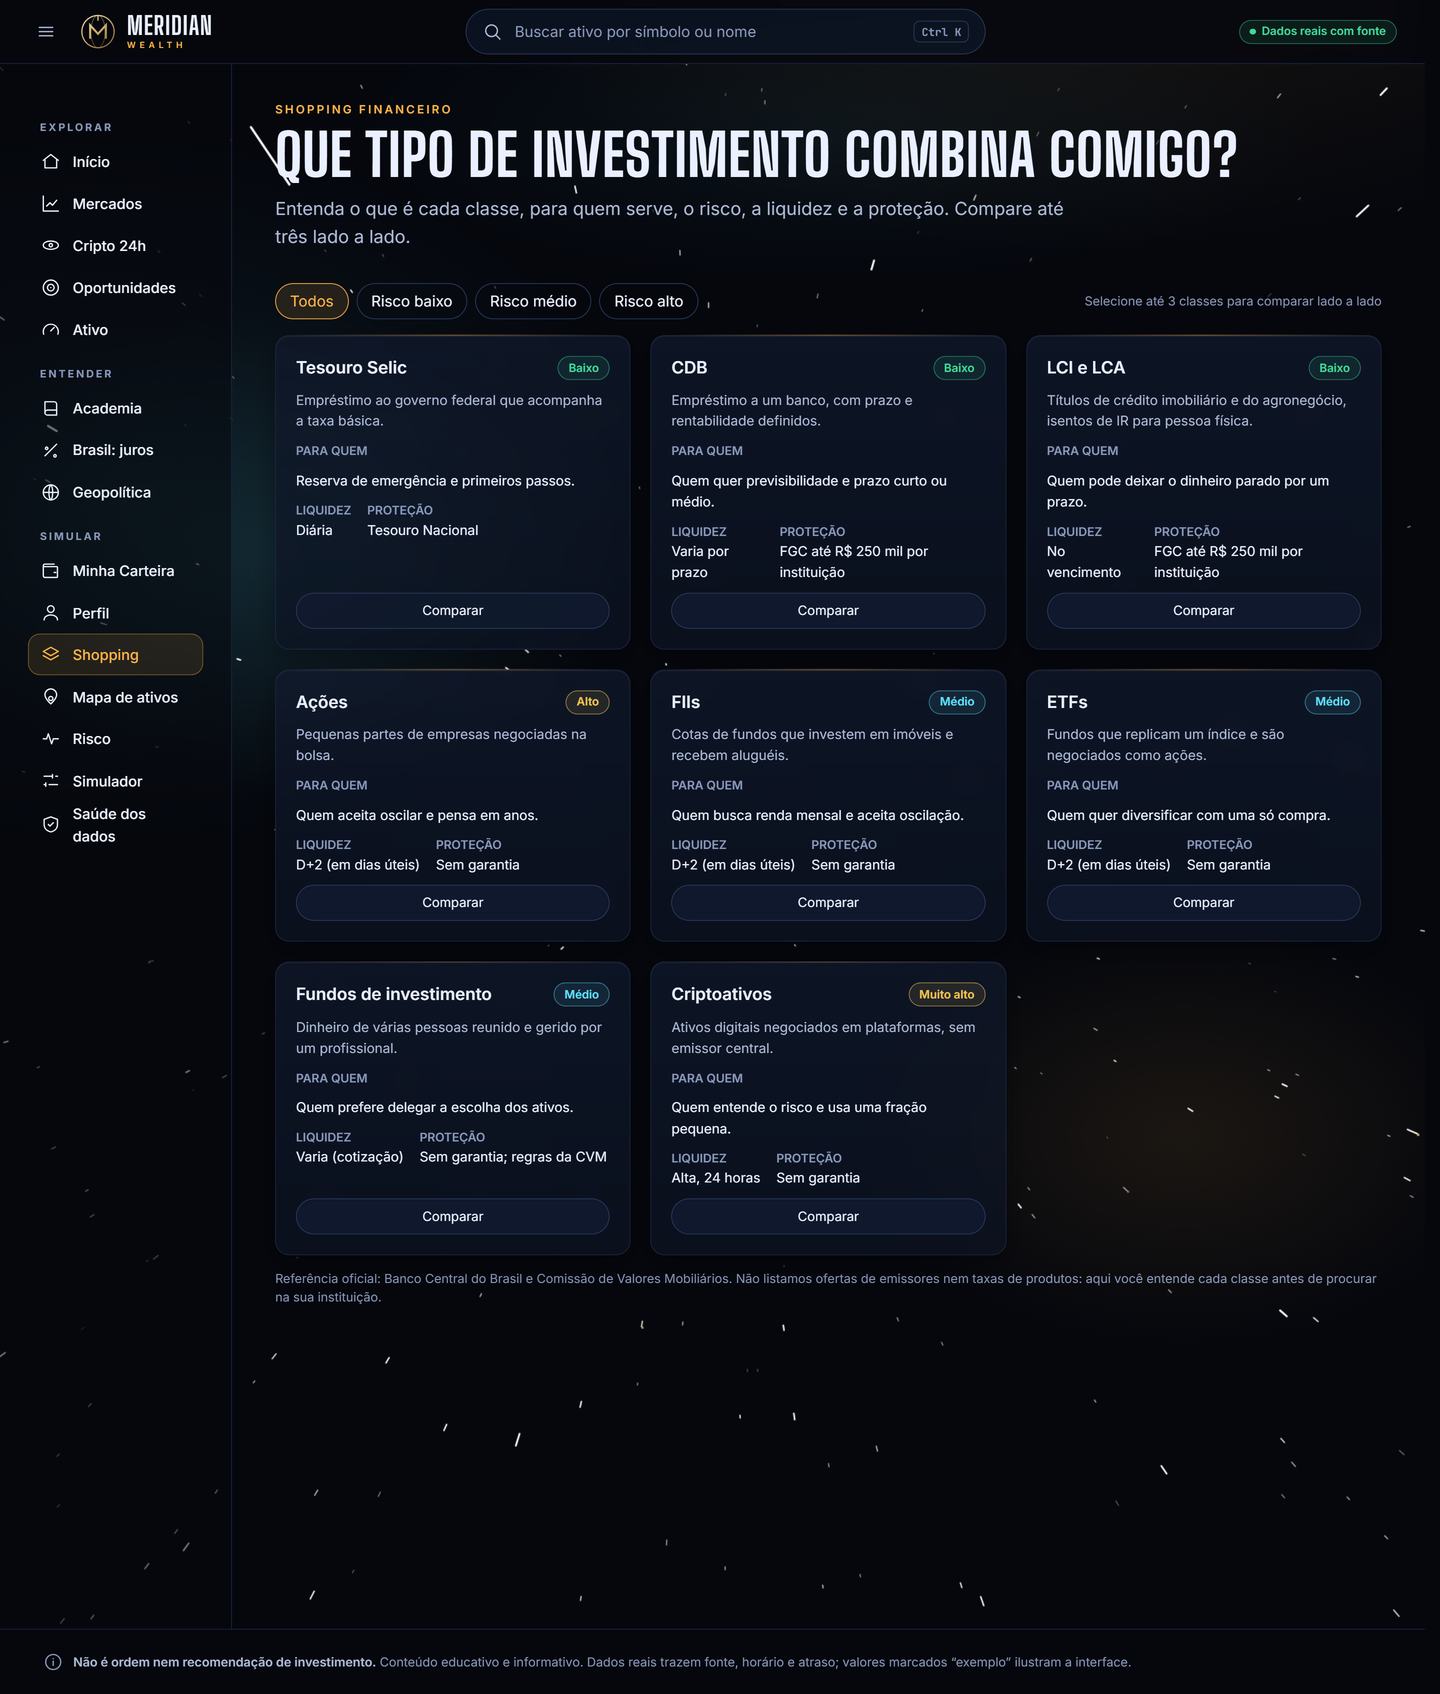 MERIDIAN
WEALTH
Buscar ativo por símbolo ou nome
Ctrl K
Dados reais com fonte
EXPLORAR
Início
Mercados
Cripto 24h
Oportunidades
Ativo
ENTENDER
Academia
Brasil: juros
Geopolítica
SIMULAR
Minha Carteira
Perfil
Shopping
Mapa de ativos
Risco
Simulador
Saúde dos
dados
SHOPPING FINANCEIRO
QUE TIPO DE INVESTIMENTO COMBINA COMIGO?
Entenda o que é cada classe, para quem serve, o risco, a liquidez e a proteção. Compare até
três lado a lado.
Todos
Risco baixo
Risco médio
Risco alto
Selecione até 3 classes para comparar lado a lado
Tesouro Selic
Baixo
Empréstimo ao governo federal que acompanha
a taxa básica.
PARA QUEM
Reserva de emergência e primeiros passos.
LIQUIDEZ PROTEÇÃO
Diária Tesouro Nacional
Comparar
CDB
Baixo
Empréstimo a um banco, com prazo e
rentabilidade definidos.
PARA QUEM
Quem quer previsibilidade e prazo curto ou
médio.
LIQUIDEZ PROTEÇÃO
Varia por FGC até R$ 250 mil por
prazo instituição
Comparar
LCI e LCA
Baixo
Títulos de crédito imobiliário e do agronegócio,
isentos de IR para pessoa física.
PARA QUEM
Quem pode deixar o dinheiro parado por um
prazo.
LIQUIDEZ PROTEÇÃO
No FGC até R$ 250 mil por
vencimento instituição
Comparar
Ações
Alto
Pequenas partes de empresas negociadas na
bolsa.
PARA QUEM
Quem aceita oscilar e pensa em anos.
LIQUIDEZ PROTEÇÃO
D+2 (em dias úteis) Sem garantia
Comparar
FIIs
Médio
Cotas de fundos que investem em imóveis e
recebem aluguéis.
PARA QUEM
Quem busca renda mensal e aceita oscilação.
LIQUIDEZ PROTEÇÃO
D+2 (em dias úteis) Sem garantia
Comparar
ETFs
Médio
Fundos que replicam um índice e são
negociados como ações.
PARA QUEM
Quem quer diversificar com uma só compra.
LIQUIDEZ PROTEÇÃO
D+2 (em dias úteis) Sem garantia
Comparar
Fundos de investimento
Médio
Dinheiro de várias pessoas reunido e gerido por
um profissional.
PARA QUEM
Quem prefere delegar a escolha dos ativos.
LIQUIDEZ PROTEÇÃO
Varia (cotização) Sem garantia; regras da CVM
Comparar
Criptoativos
Muito alto
Ativos digitais negociados em plataformas, sem
emissor central.
PARA QUEM
Quem entende o risco e usa uma fração
pequena.
LIQUIDEZ PROTEÇÃO
Alta, 24 horas Sem garantia
Comparar
Referência oficial: Banco Central do Brasil e Comissão de Valores Mobiliários. Não listamos ofertas de emissores nem taxas de produtos: aqui você entende cada classe antes de procurar
na sua instituição.
Não é ordem nem recomendação de investimento. Conteúdo educativo e informativo. Dados reais trazem fonte, horário e atraso; valores marcados “exemplo” ilustram a interface.